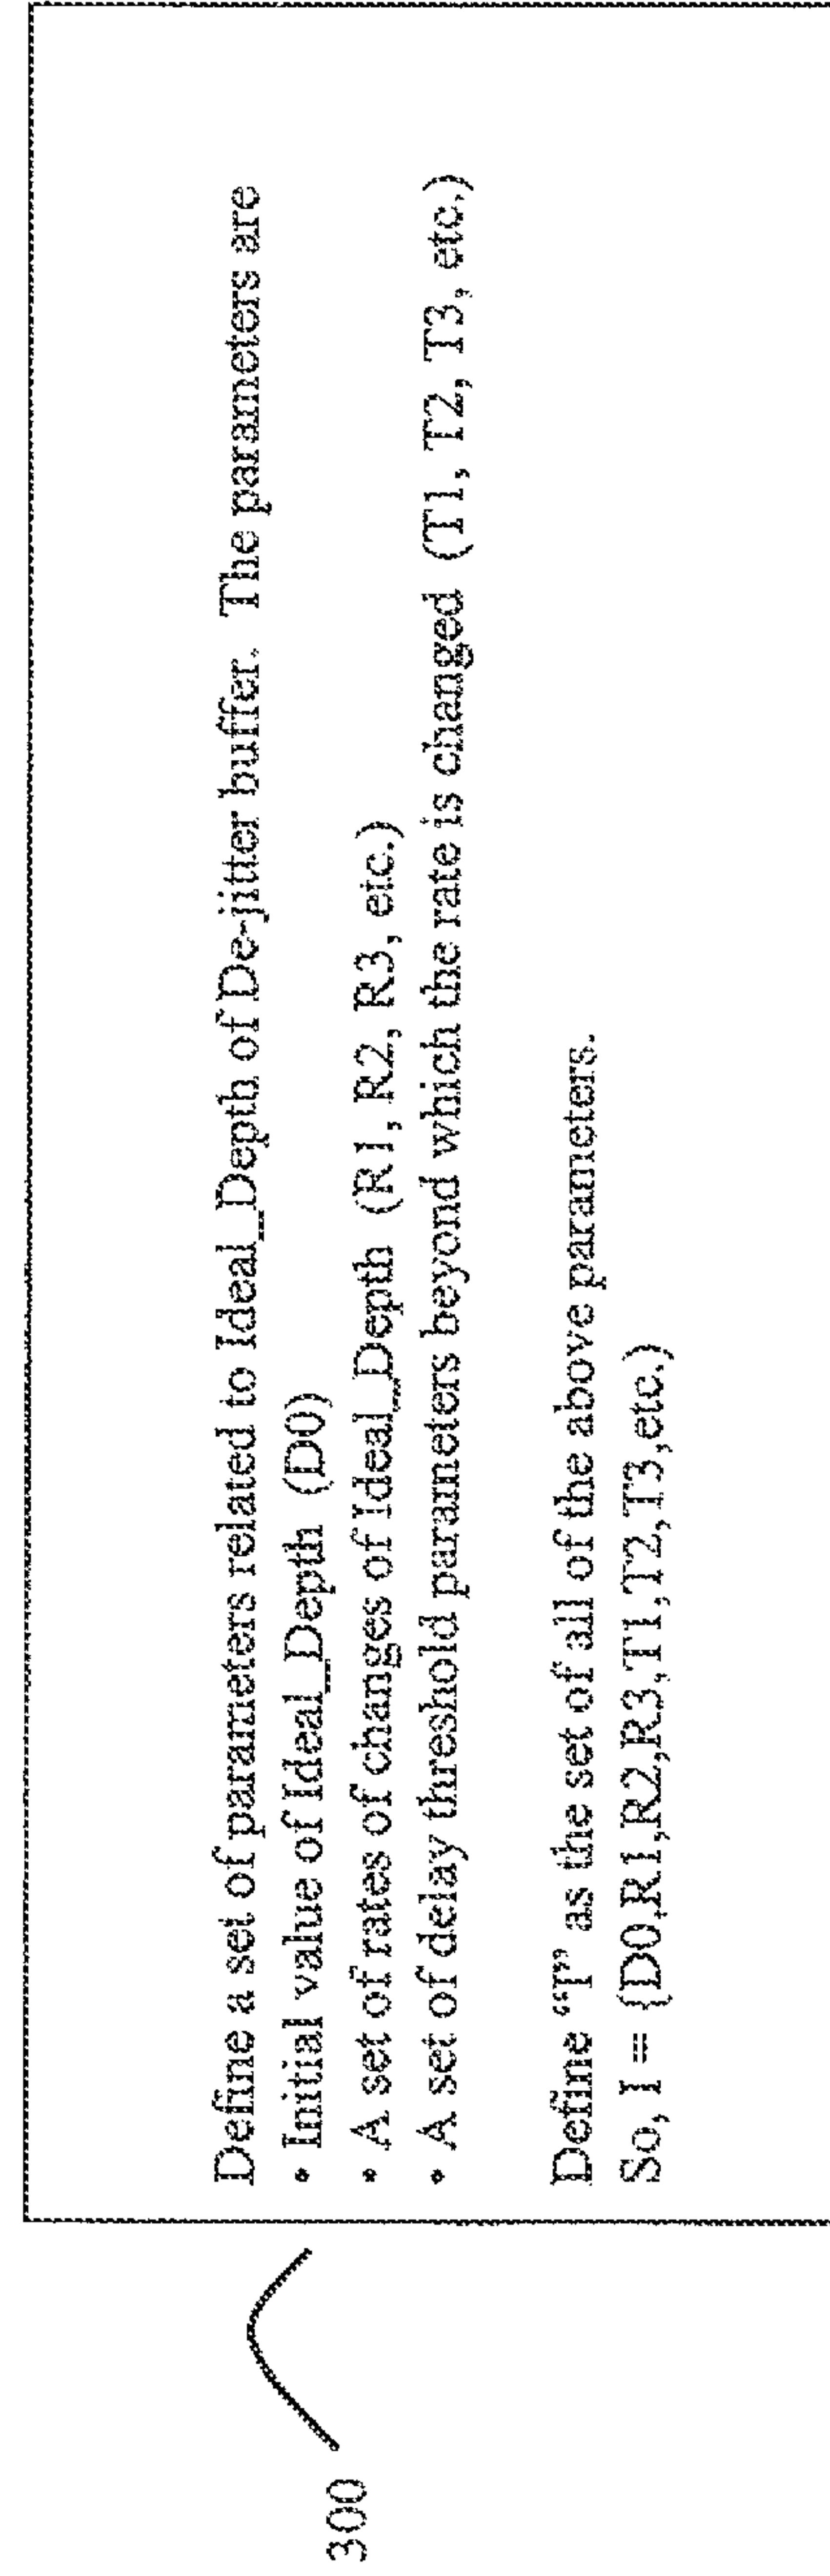 Define a set of parameters related to Ideal_Depth of De-jitter buffer. The parameters are
• Initial value of Ideal_Depth (D0)
• A set of rates of changes of Ideal_Depth (R1, R2, R3, etc.)
• A set of delay threshold parameters beyond which the rate is changed (T1, T2, T3, etc.)
Define “I” as the set of all of the above parameters.
So, I = {D0,R1,R2,R3,T1,T2,T3,etc.}
300